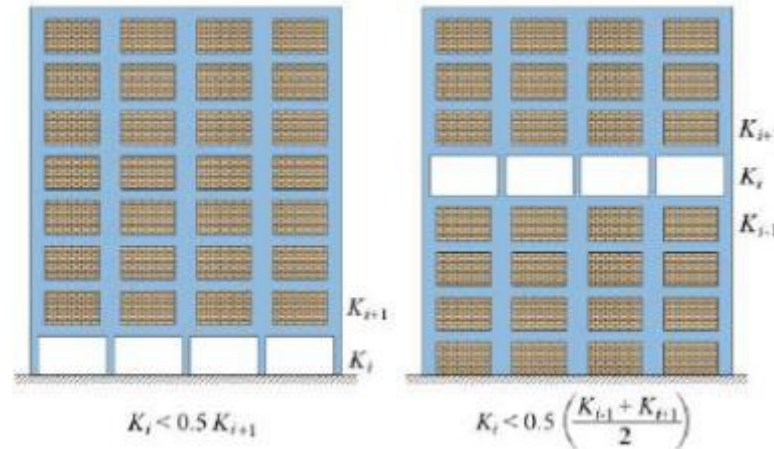 K_{i+1}
K_i
K_i < 0.5 K_{i+1}
K_{i+}
K_i
K_{i-1}
K_i < 0.5 ( (K_{i-1} + K_{i+1}) / 2 )